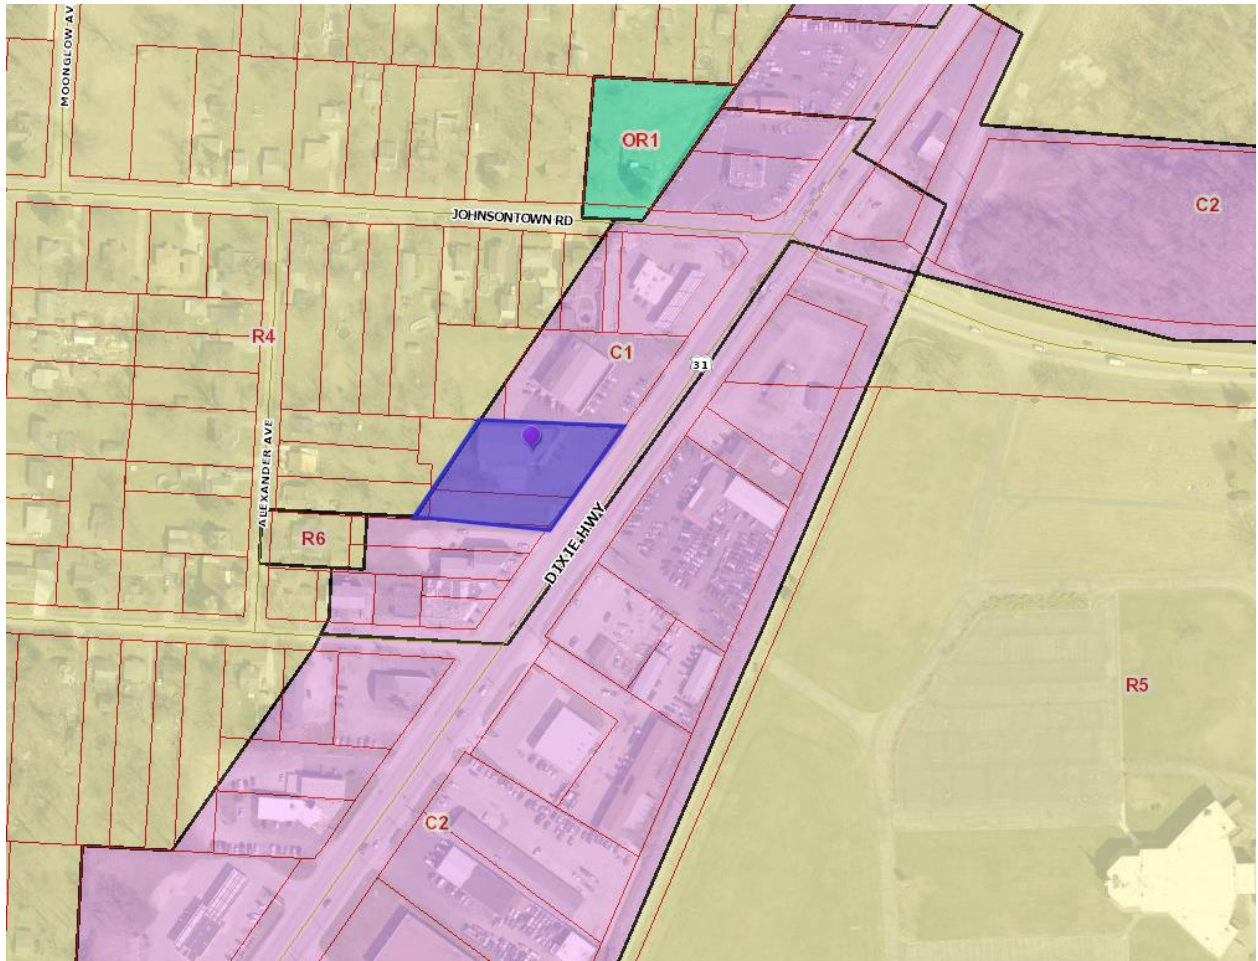 MOONGLOW AV
OR1
JOHNSONTOWN RD
C2
R4
C1
31
ALEXANDER AVE
R6
DIXIE HWY
R5
C2